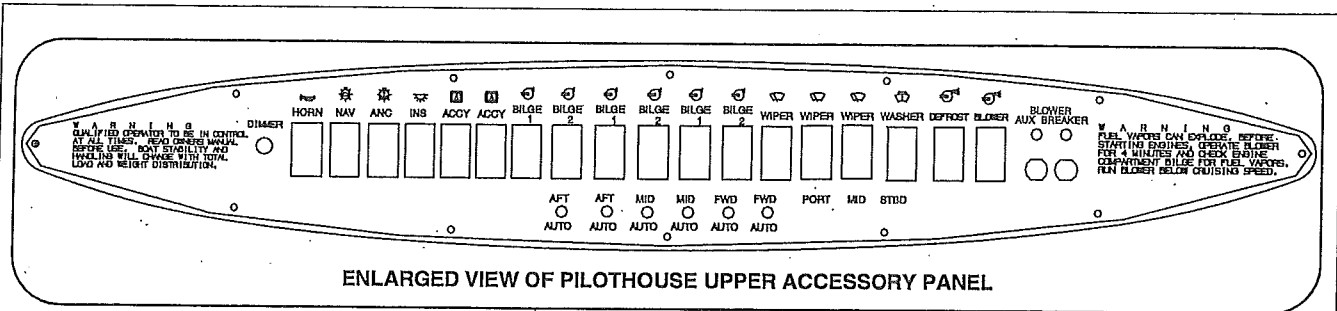 HORN NAV ANC INS ACCY ACCY BILGE 1 BILGE 2 BILGE 1 BILGE 2 BILGE 1 BILGE 2 WIPER WIPER WIPER WASHER DEFROST BLOWER
BLOWER
AUX BREAKER
DIMMER
WARNING
QUALIFIED OPERATOR TO BE IN CONTROL
AT ALL TIMES. READ OWNERS MANUAL
BEFORE USE. BOAT STABILITY AND
HANDLING WILL CHANGE WITH TOTAL
LOAD AND WEIGHT DISTRIBUTION.
WARNING
FUEL VAPORS CAN EXPLODE. BEFORE
STARTING ENGINES, OPERATE BLOWER
FOR 4 MINUTES AND CHECK ENGINE
COMPARTMENT BILGE FOR FUEL VAPORS.
RUN BLOWER BELOW CRUISING SPEED.
AFT AFT MID MID FWD FWD PORT MID STBD
AUTO AUTO AUTO AUTO AUTO AUTO
ENLARGED VIEW OF PILOTHOUSE UPPER ACCESSORY PANEL